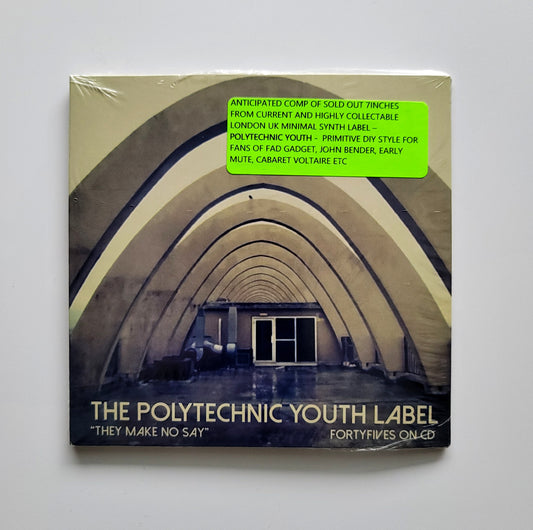 ANTICIPATED COMP OF SOLD OUT 7INCHES
FROM CURRENT AND HIGHLY COLLECTABLE
LONDON UK MINIMAL SYNTH LABEL –
POLYTECHNIC YOUTH - PRIMITIVE DIY STYLE FOR
FANS OF FAD GADGET, JOHN BENDER, EARLY
MUTE, CABARET VOLTAIRE ETC
THE POLYTECHNIC YOUTH LABEL
"THEY MAKE NO SAY" FORTYFIVES ON CD